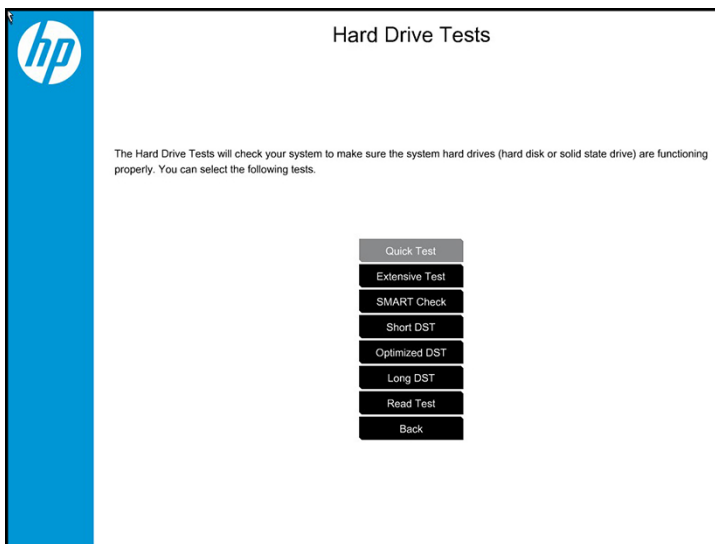 hp
Hard Drive Tests
The Hard Drive Tests will check your system to make sure the system hard drives (hard disk or solid state drive) are functioning
properly. You can select the following tests.
Quick Test
Extensive Test
SMART Check
Short DST
Optimized DST
Long DST
Read Test
Back